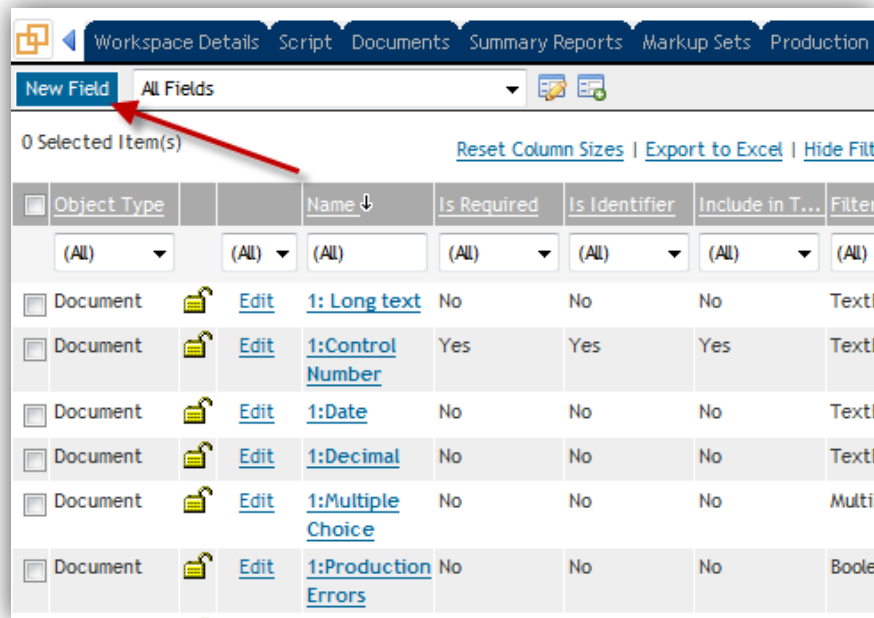 Workspace Details Script Documents Summary Reports Markup Sets Production
New Field All Fields
0 Selected Item(s) Reset Column Sizes | Export to Excel | Hide Filt
Object Type Name Is Required Is Identifier Include in T... Filter
(All) (All) (All) (All) (All) (All) (All)
Document Edit 1: Long text No No No Textl
Document Edit 1:Control Yes Yes Yes Textl
Number
Document Edit 1:Date No No No Textl
Document Edit 1:Decimal No No No Textl
Document Edit 1:Multiple No No No Multi
Choice
Document Edit 1:Production No No No Boole
Errors